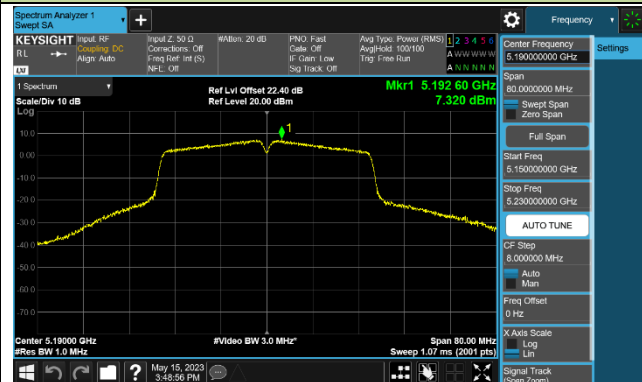 Spectrum Analyzer 1
Swept SA
Frequency
KEYSIGHT
RL
LXI
Input: RF
Coupling: DC
Align: Auto
Input Z: 50 Ω
Corrections: Off
Freq Ref: Int (S)
NFE: Off
#Atten: 20 dB
PNO: Fast
Gate: Off
IF Gain: Low
Sig Track: Off
Avg Type: Power (RMS)
Avg|Hold: 100/100
Trig: Free Run
1 2 3 4 5 6
A W W W W W
A N N N N N
1 Spectrum
Scale/Div 10 dB
Log
Ref Lvl Offset 22.40 dB
Ref Level 20.00 dBm
Mkr1 5.192 60 GHz
7.320 dBm
1
10.0
0.00
-10.0
-20.0
-30.0
-40.0
-50.0
-60.0
-70.0
Center 5.19000 GHz
#Res BW 1.0 MHz
#Video BW 3.0 MHz*
Span 80.00 MHz
Sweep 1.07 ms (2001 pts)
May 15, 2023
3:48:56 PM
Center Frequency
5.190000000 GHz
Span
80.0000000 MHz
Swept Span
Zero Span
Full Span
Start Freq
5.150000000 GHz
Stop Freq
5.230000000 GHz
AUTO TUNE
CF Step
8.000000 MHz
Auto
Man
Freq Offset
0 Hz
X Axis Scale
Log
Lin
Signal Track
(Span Zoom)
Settings